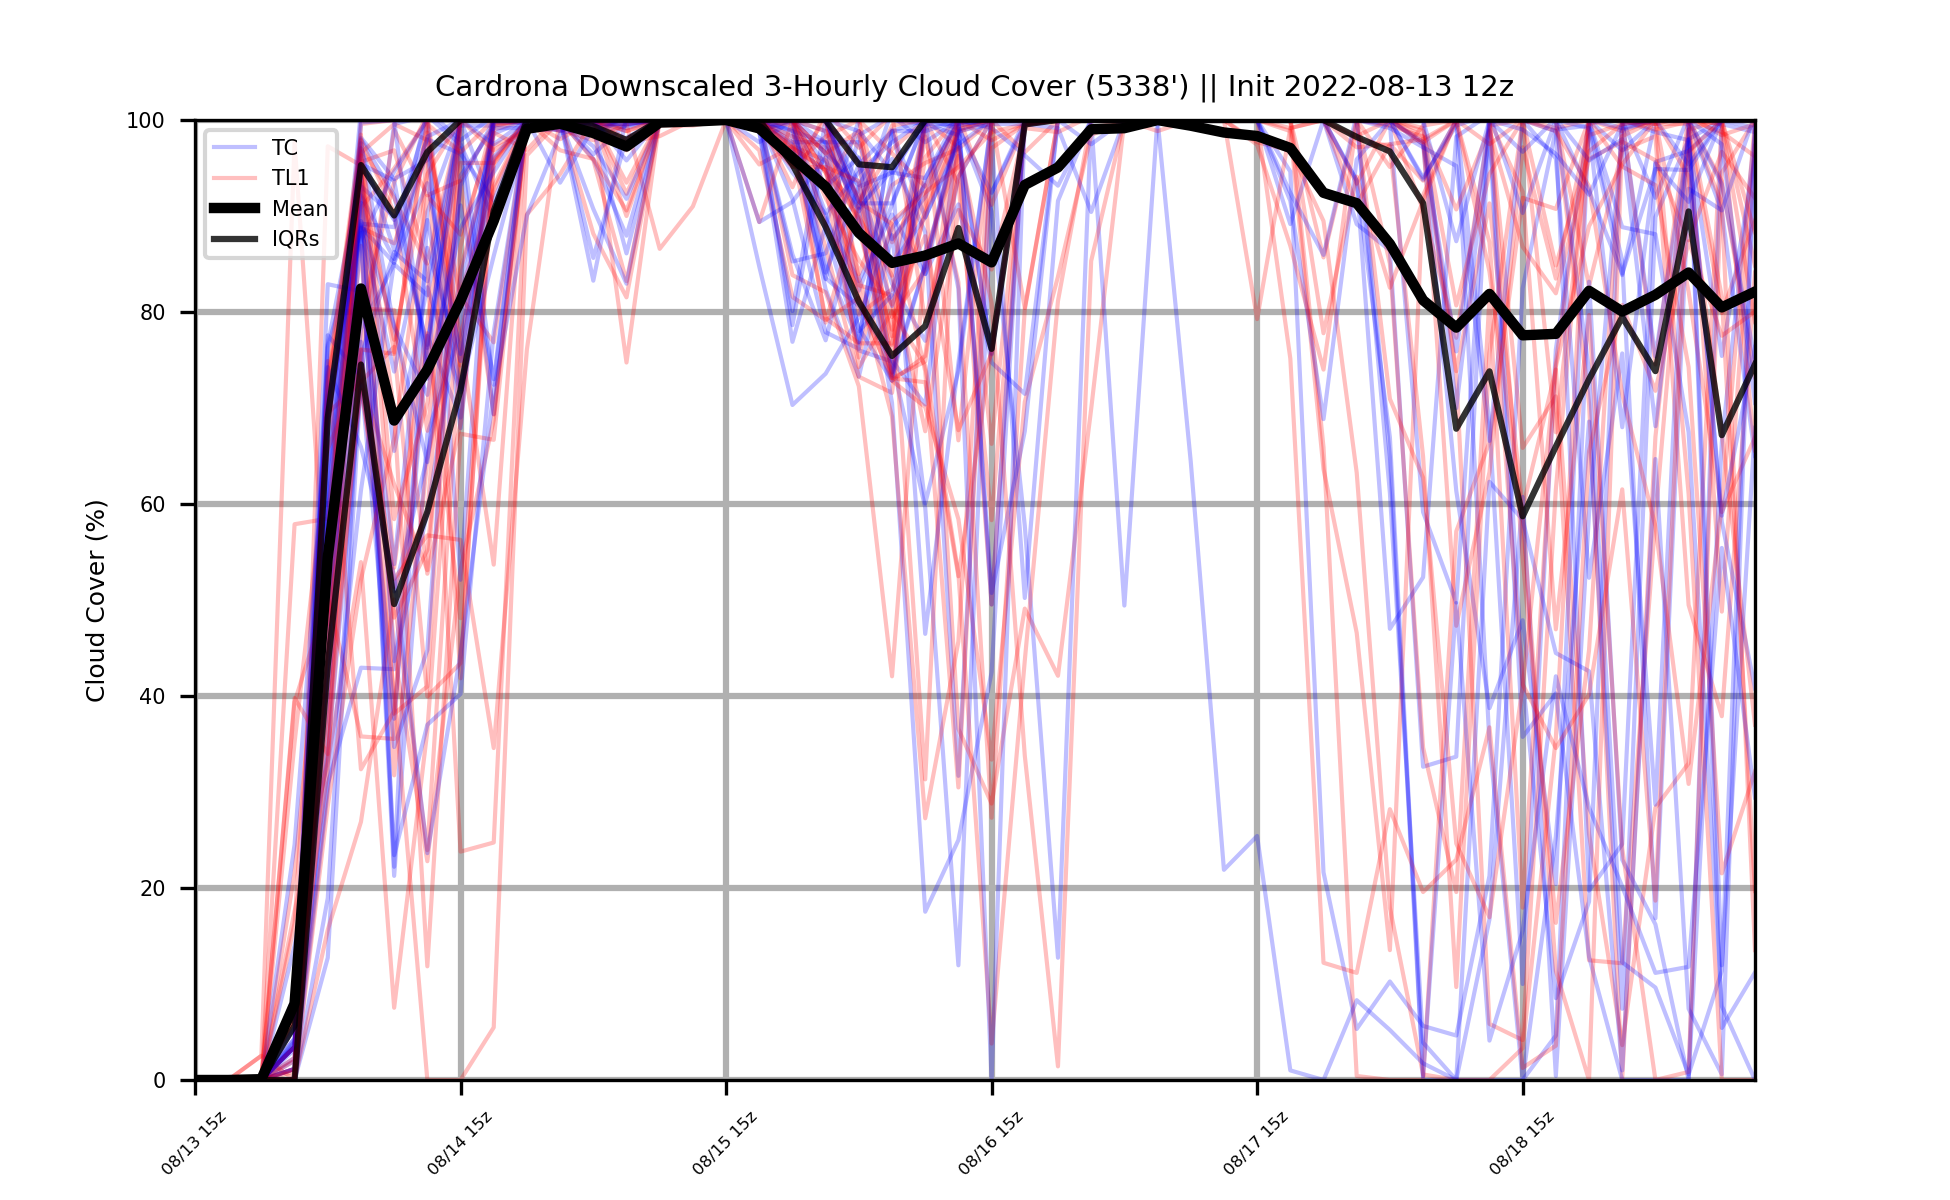 Cardrona Downscaled 3-Hourly Cloud Cover (5338') || Init 2022-08-13 12z
TC
TL1
Mean
IQRs
Cloud Cover (%)
100
80
60
40
20
0
08/13 15z
08/14 15z
08/15 15z
08/16 15z
08/17 15z
08/18 15z